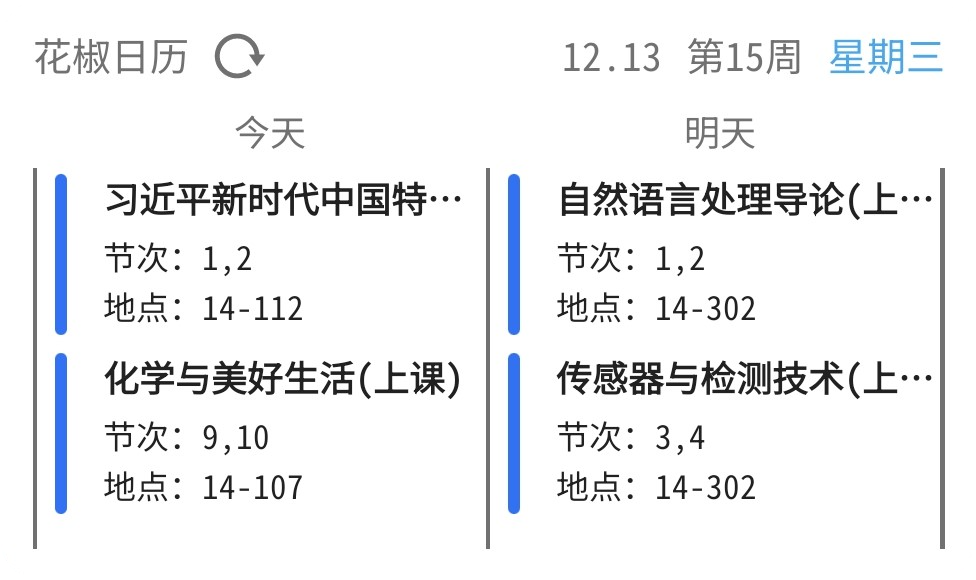 花椒日历
12.13 第15周 星期三
今天
习近平新时代中国特…
节次：1,2
地点：14-112
化学与美好生活(上课)
节次：9,10
地点：14-107
明天
自然语言处理导论(上…
节次：1,2
地点：14-302
传感器与检测技术(上…
节次：3,4
地点：14-302